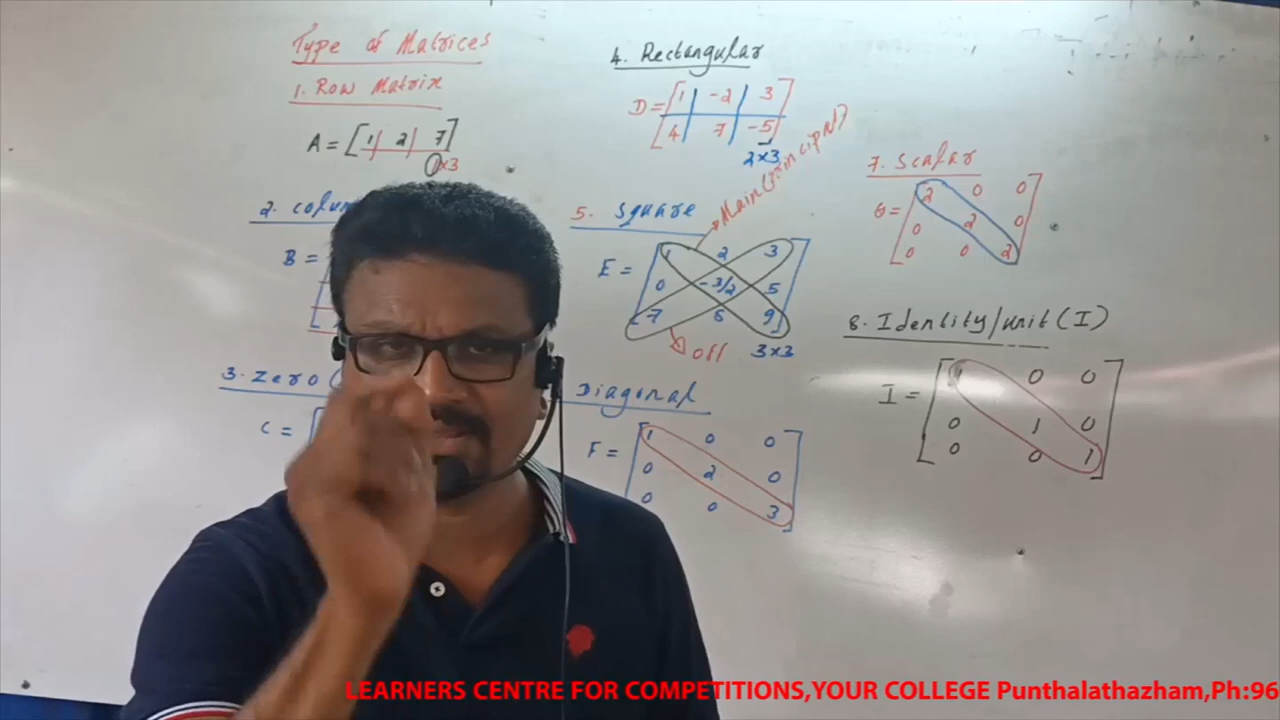 Type of Matrices
1. Row Matrix
A = [1 2 7]
1×3
2. Colum
B = [
3. Zero (
C = [
4. Rectangular
D = [1 -2 3
4 7 -5]
2×3
5. Square
Main(principal)
E = [1 2 3
0 -3/2 5
-7 6 9]
off
3×3
Diagonal
F = [1 0 0
0 2 0
0 0 3]
7. Scalar
G = [2 0 0
0 2 0
0 0 2]
8. Identity/unit (I)
I = [1 0 0
0 1 0
0 0 1]
LEARNERS CENTRE FOR COMPETITIONS,YOUR COLLEGE Punthalathazham,Ph:96